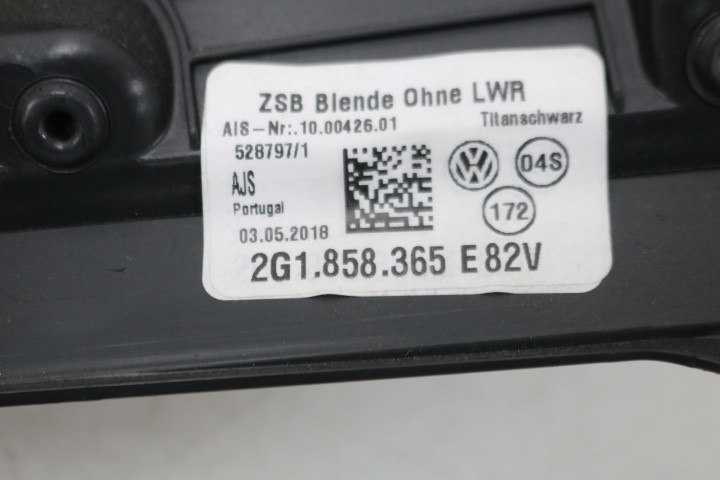 ZSB Blende Ohne LWR
AIS-Nr:.10.00426.01 Titanschwarz
528797/1
04S
AJS
Portugal
172
03.05.2018
2G1.858.365 E 82V